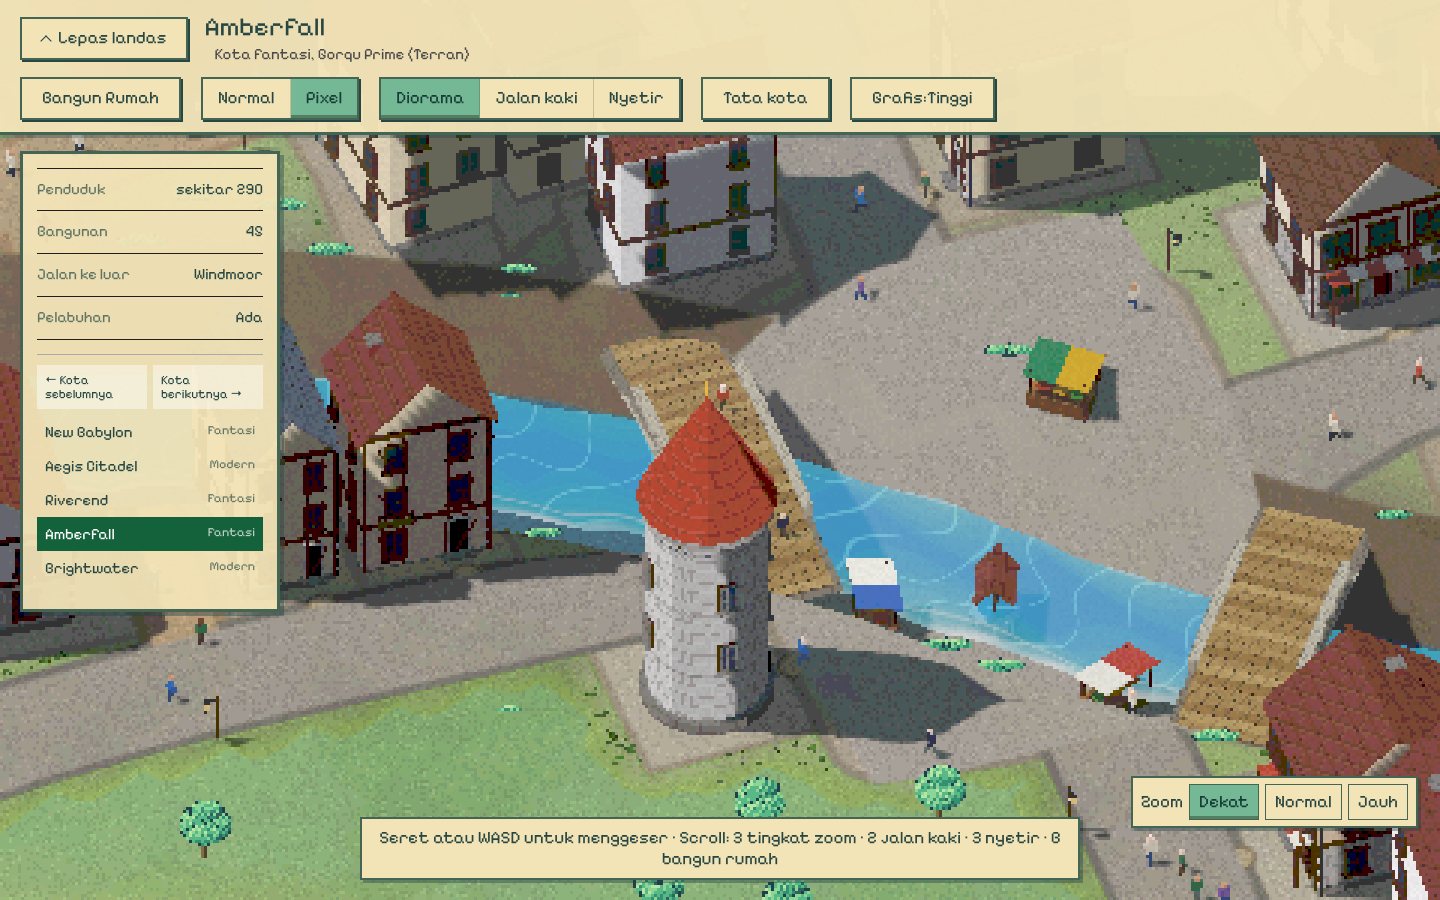 ^ Lepas landas
Amberfall
Kota fantasi, Gorqu Prime (Terran)
Bangun Rumah
Normal
Pixel
Diorama
Jalan kaki
Nyetir
Tata kota
Grafis:Tinggi
Penduduk sekitar 290
Bangunan 45
Jalan ke luar Windmoor
Pelabuhan Ada
← Kota
sebelumnya
Kota
berikutnya →
New Babylon Fantasi
Aegis Citadel Modern
Riverend Fantasi
Amberfall Fantasi
Brightwater Modern
Zoom
Dekat
Normal
Jauh
Seret atau WASD untuk menggeser · Scroll: 3 tingkat zoom · 2 jalan kaki · 3 nyetir · B
bangun rumah